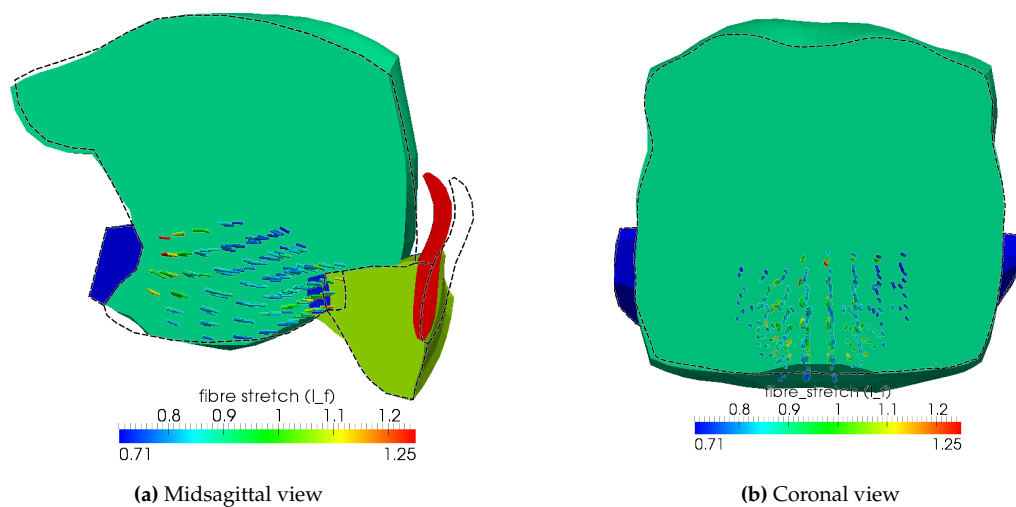 fibre stretch (l_f)
0.8 0.9 1 1.1 1.2
0.71 1.25
(a) Midsagittal view
fibre_stretch (l_f)
0.8 0.9 1 1.1 1.2
0.71 1.25
(b) Coronal view